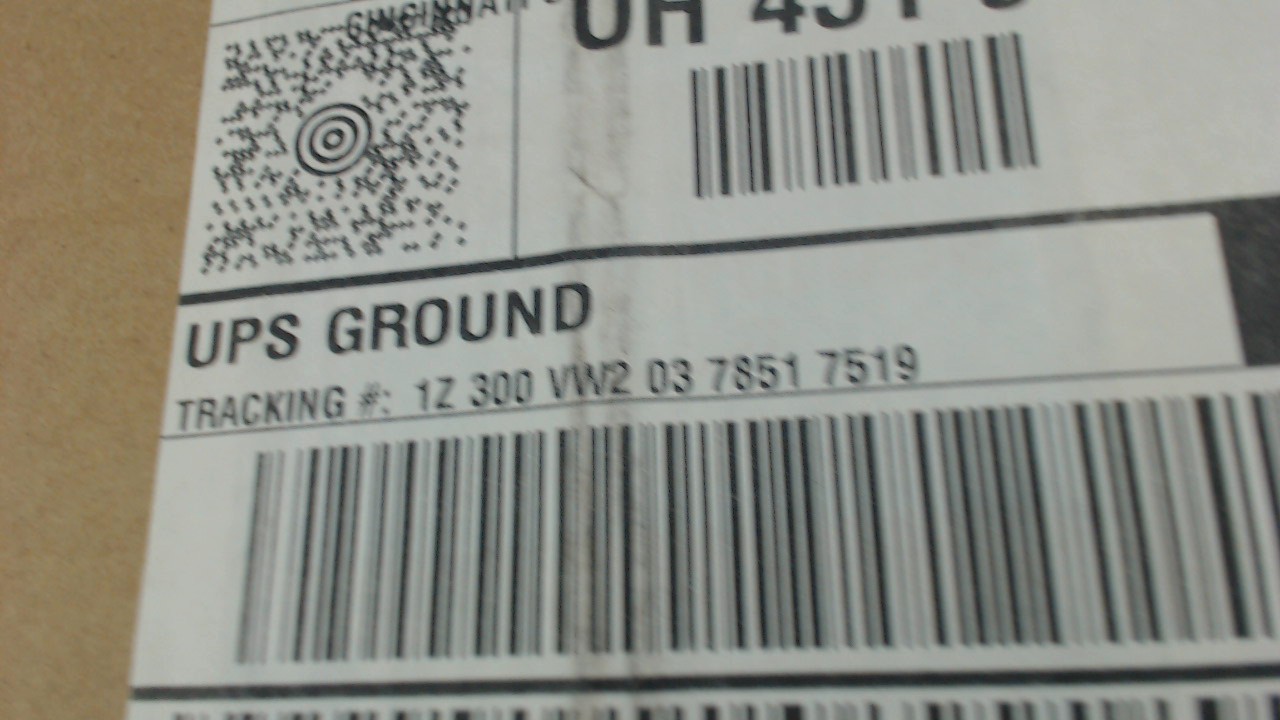 UPS GROUND
TRACKING #: 1Z 300 VW2 03 7851 7519